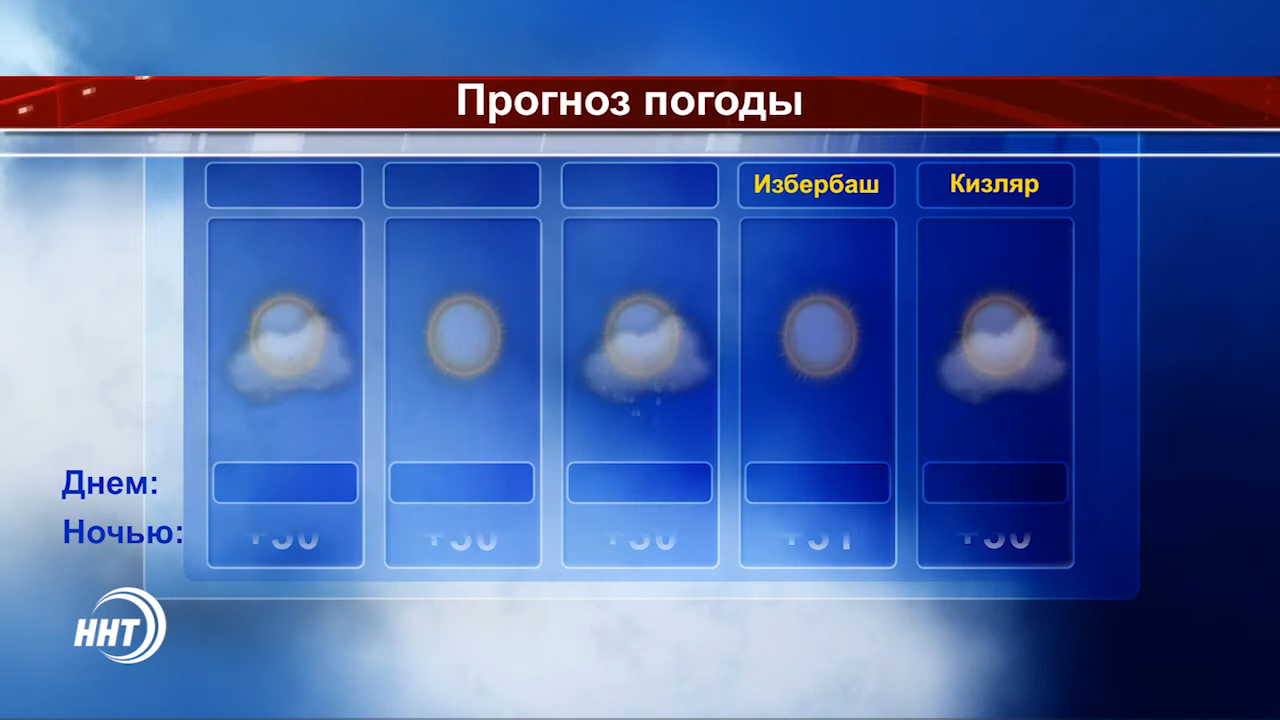 Прогноз погоды
Избербаш
Кизляр
Днем:
Ночью:
ННТ